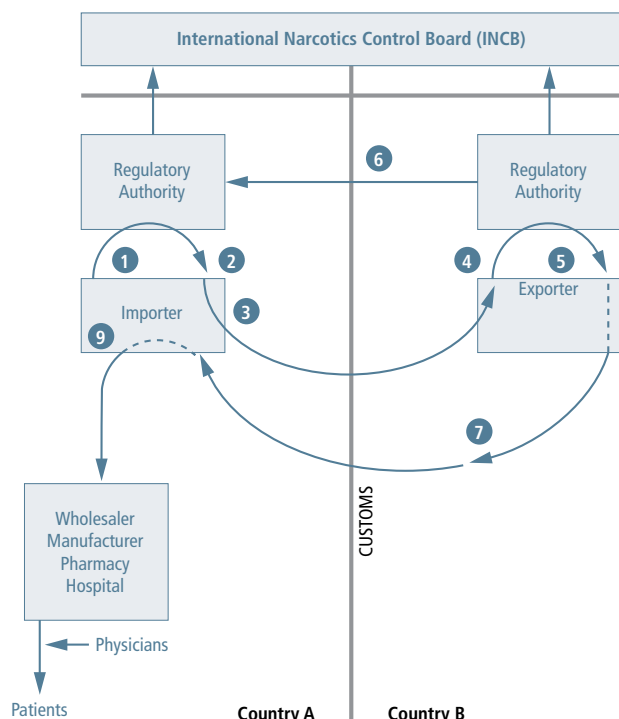 International Narcotics Control Board (INCB)
Regulatory
Authority
6
Regulatory
Authority
1
2
4
5
Importer
3
Exporter
9
7
CUSTOMS
Wholesaler
Manufacturer
Pharmacy
Hospital
Physicians
Patients
Country A
Country B